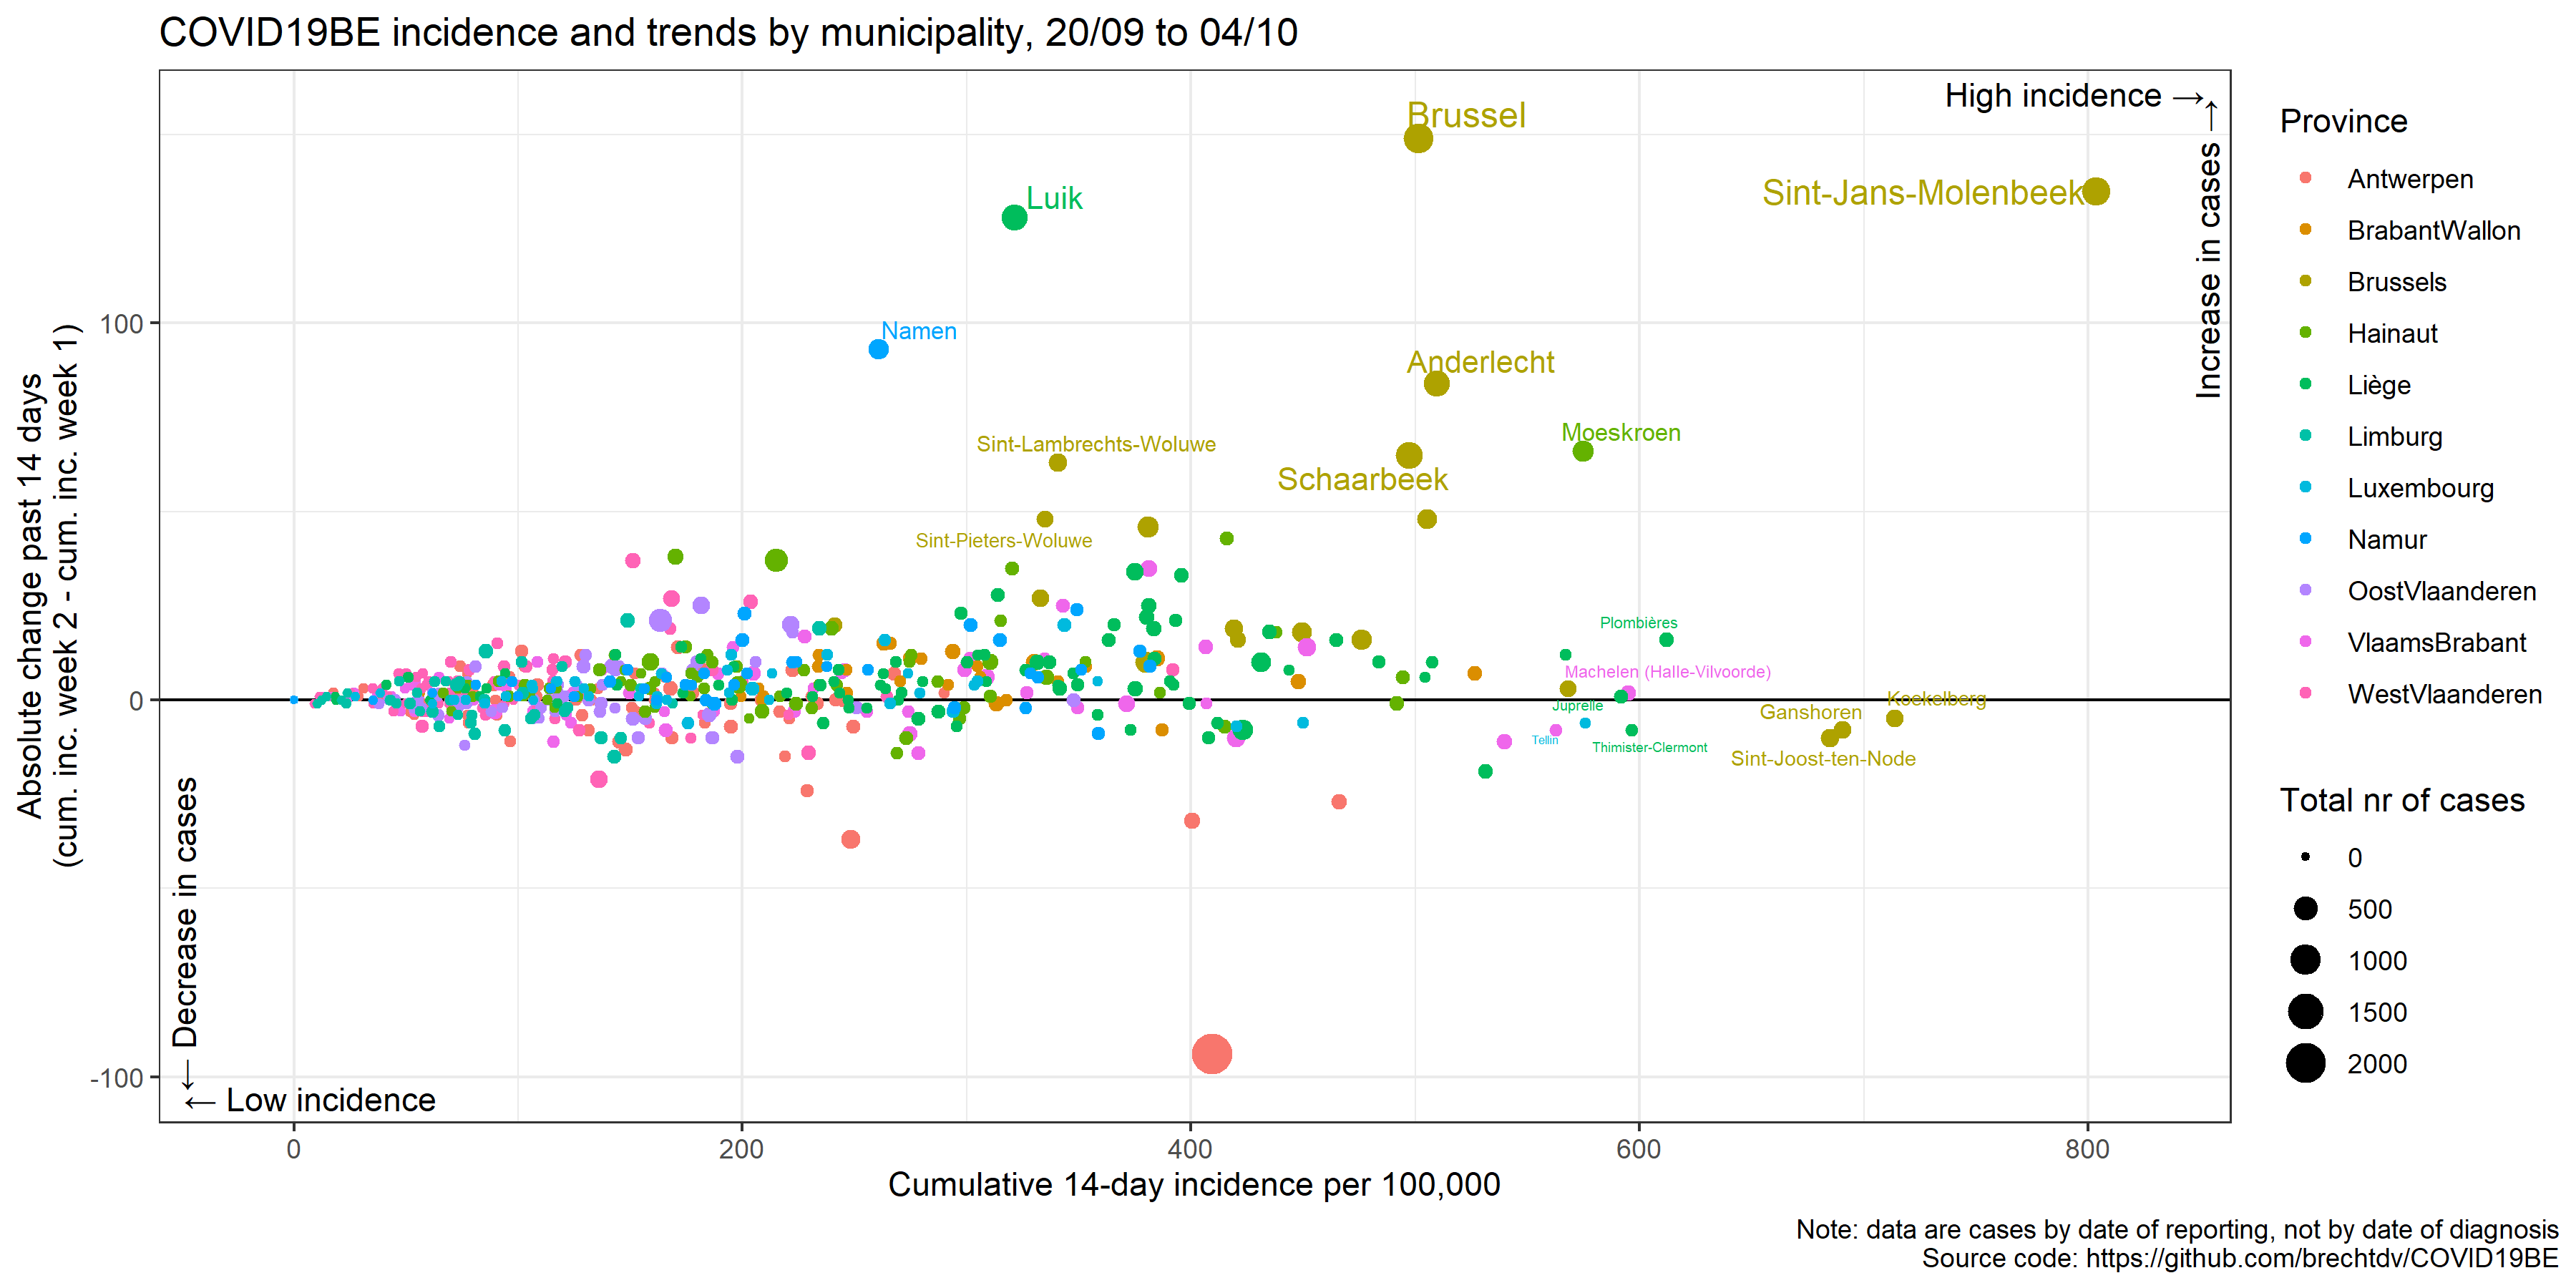 COVID19BE incidence and trends by municipality, 20/09 to 04/10
High incidence →
Increase in cases →
Brussel
Sint-Jans-Molenbeek
Luik
Namen
Anderlecht
Moeskroen
Sint-Lambrechts-Woluwe
Schaarbeek
Sint-Pieters-Woluwe
Plombières
Machelen (Halle-Vilvoorde)
Koekelberg
Juprelle
Ganshoren
Tellin
Thimister-Clermont
Sint-Joost-ten-Node
← Decrease in cases
← Low incidence
100
0
-100
Absolute change past 14 days
(cum. inc. week 2 - cum. inc. week 1)
0
200
400
600
800
Cumulative 14-day incidence per 100,000
Province
Antwerpen
BrabantWallon
Brussels
Hainaut
Liège
Limburg
Luxembourg
Namur
OostVlaanderen
VlaamsBrabant
WestVlaanderen
Total nr of cases
0
500
1000
1500
2000
Note: data are cases by date of reporting, not by date of diagnosis
Source code: https://github.com/brechtdv/COVID19BE